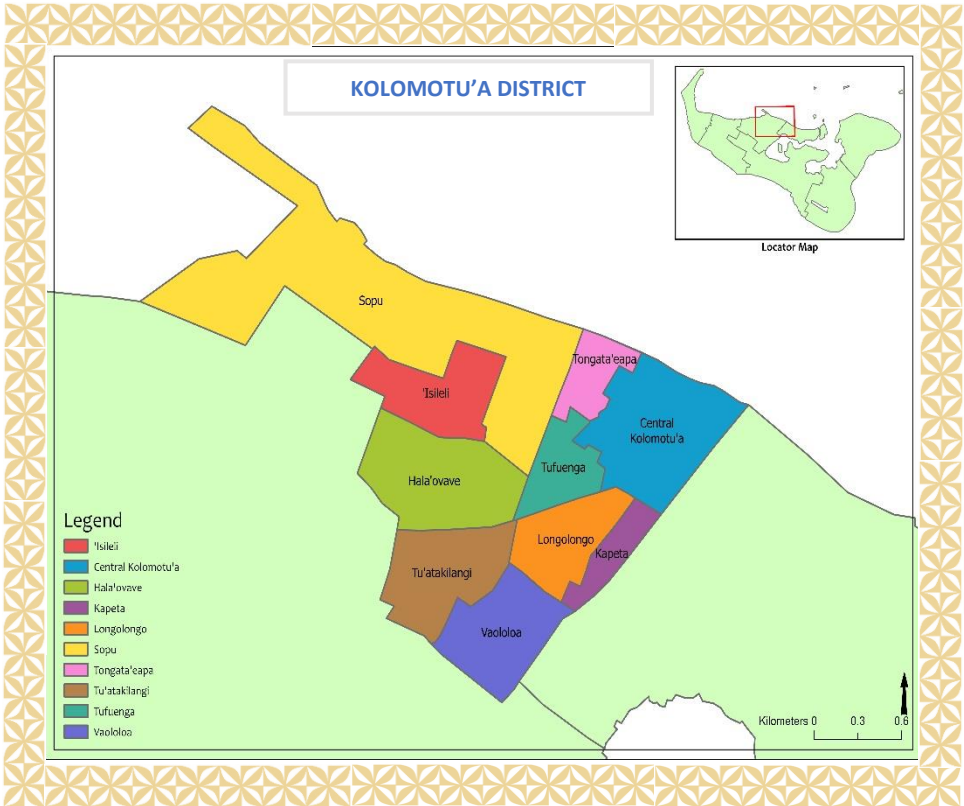 KOLOMOTU'A DISTRICT
Locator Map
Sopu
Tongata'eapa
'Isileli
Central
Kolomotu'a
Tufuenga
Hala'ovave
Longolongo
Kapeta
Tu'atakilangi
Vaololoa
Legend
'Isileli
Central Kolomotu'a
Hala'ovave
Kapeta
Longolongo
Sopu
Tongata'eapa
Tu'atakilangi
Tufuenga
Vaololoa
Kilometers 0 0.3 0.6